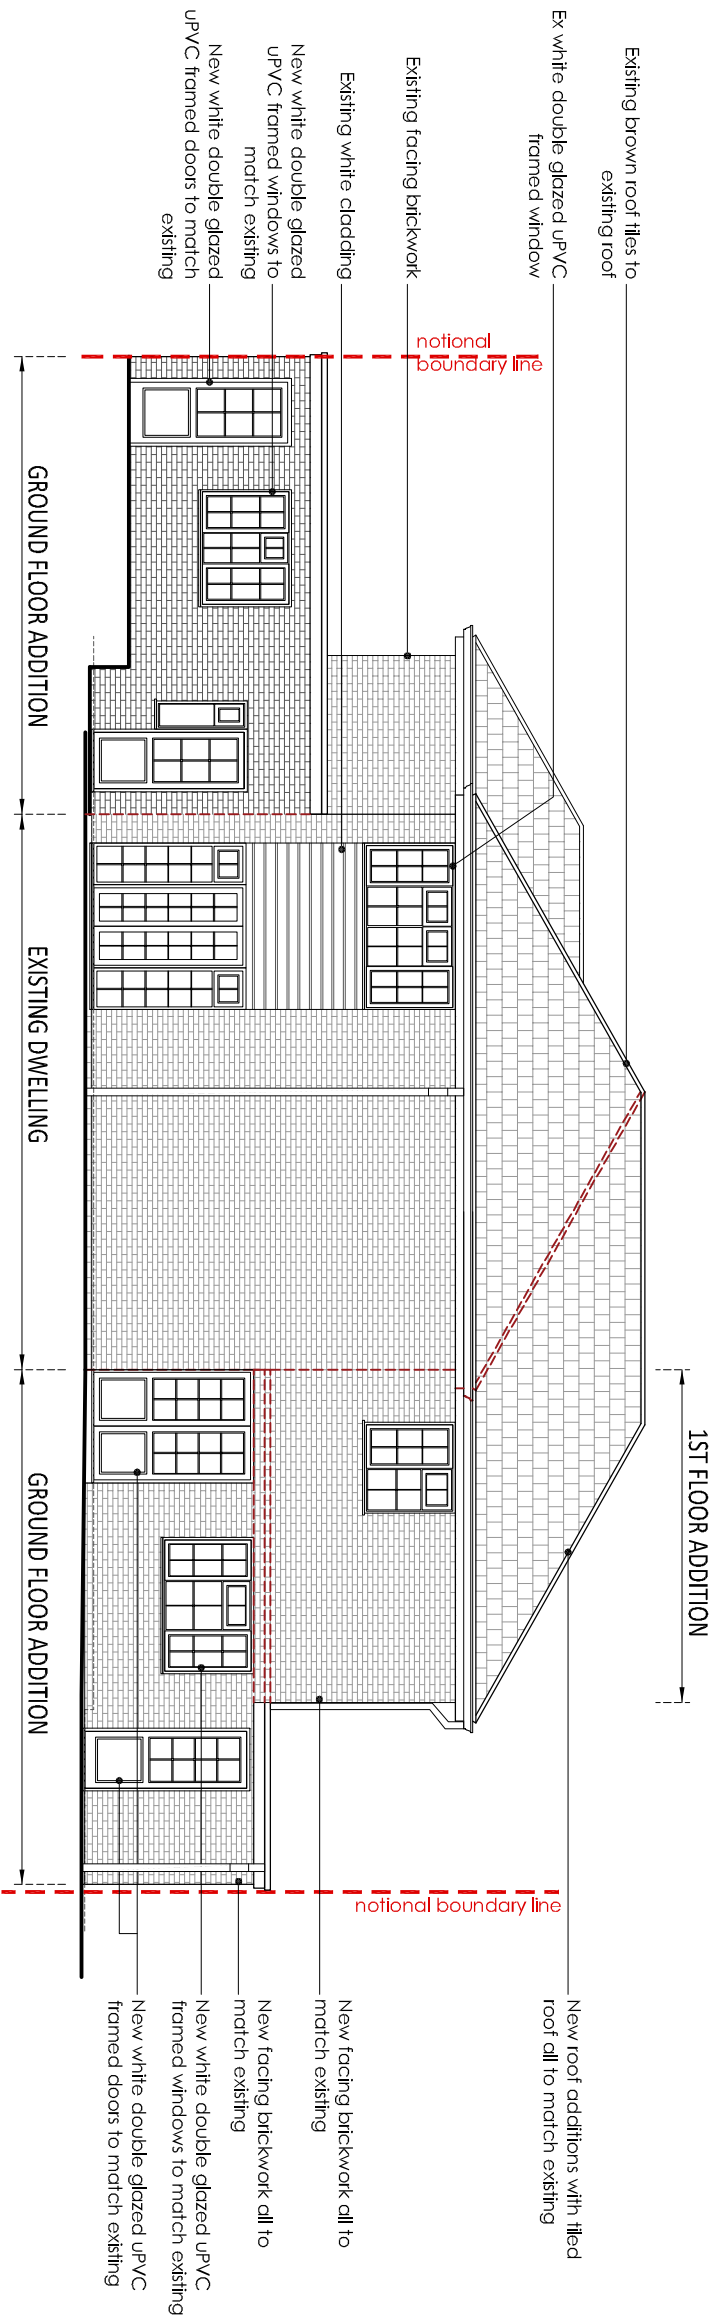 Existing brown roof tiles to
existing roof
Ex white double glazed uPVC
framed window
Existing facing brickwork
Existing white cladding
New white double glazed
uPVC framed windows to
match existing
New white double glazed
uPVC framed doors to match
existing
notional
boundary line
GROUND FLOOR ADDITION
EXISTING DWELLING
GROUND FLOOR ADDITION
1ST FLOOR ADDITION
notional boundary line
New roof additions with tiled
roof all to match existing
New facing brickwork all to
match existing
New facing brickwork all to
match existing
New white double glazed uPVC
framed windows to match existing
New white double glazed uPVC
framed doors to match existing